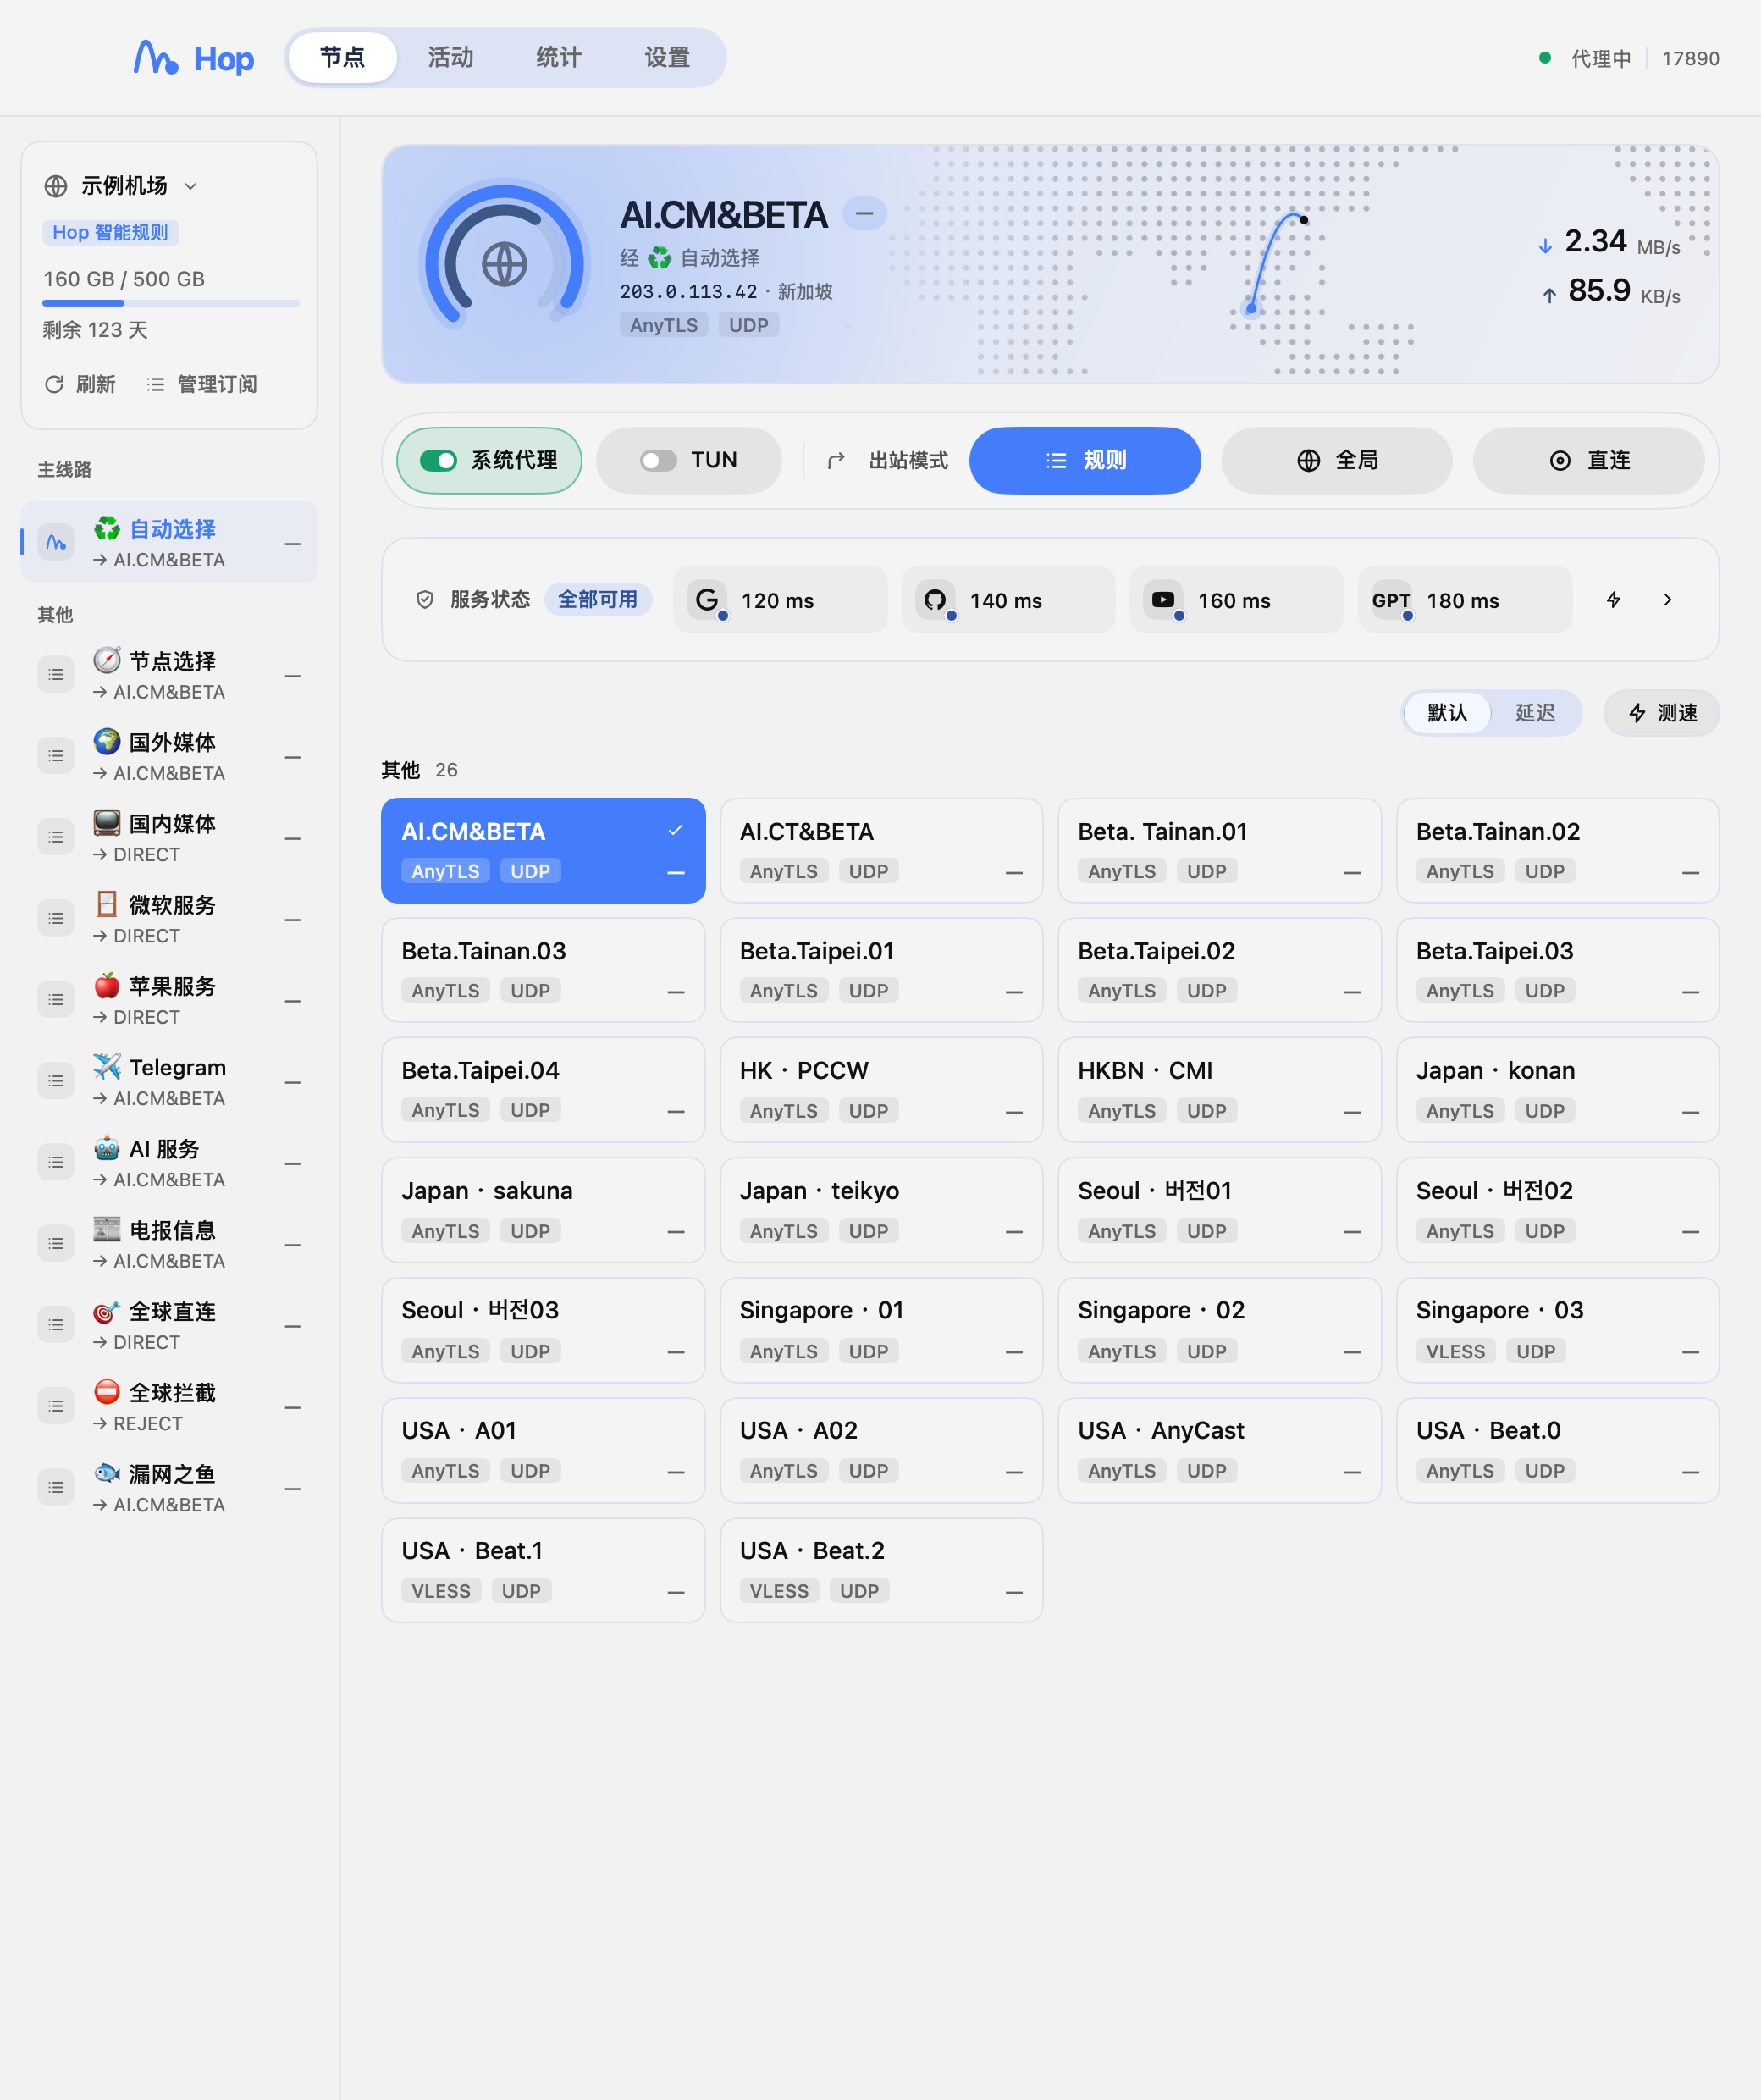 Hop 节点 活动 统计 设置 代理中 17890
示例机场
Hop 智能规则
160 GB / 500 GB
剩余 123 天
刷新 管理订阅
主线路
自动选择
→ AI.CM&BETA
其他
节点选择
→ AI.CM&BETA
国外媒体
→ AI.CM&BETA
国内媒体
→ DIRECT
微软服务
→ DIRECT
苹果服务
→ DIRECT
Telegram
→ AI.CM&BETA
AI 服务
→ AI.CM&BETA
电报信息
→ AI.CM&BETA
全球直连
→ DIRECT
全球拦截
→ REJECT
漏网之鱼
→ AI.CM&BETA
AI.CM&BETA
经 ♻️ 自动选择
203.0.113.42 · 新加坡
AnyTLS UDP
↓ 2.34 MB/s
↑ 85.9 KB/s
系统代理 TUN 出站模式 规则 全局 直连
服务状态 全部可用 120 ms 140 ms 160 ms GPT 180 ms
默认 延迟 测速
其他 26
AI.CM&BETA
AnyTLS UDP —
AI.CT&BETA
AnyTLS UDP —
Beta. Tainan.01
AnyTLS UDP —
Beta.Tainan.02
AnyTLS UDP —
Beta.Tainan.03
AnyTLS UDP —
Beta.Taipei.01
AnyTLS UDP —
Beta.Taipei.02
AnyTLS UDP —
Beta.Taipei.03
AnyTLS UDP —
Beta.Taipei.04
AnyTLS UDP —
HK · PCCW
AnyTLS UDP —
HKBN · CMI
AnyTLS UDP —
Japan · konan
AnyTLS UDP —
Japan · sakuna
AnyTLS UDP —
Japan · teikyo
AnyTLS UDP —
Seoul · 버전01
AnyTLS UDP —
Seoul · 버전02
AnyTLS UDP —
Seoul · 버전03
AnyTLS UDP —
Singapore · 01
AnyTLS UDP —
Singapore · 02
AnyTLS UDP —
Singapore · 03
VLESS UDP —
USA · A01
AnyTLS UDP —
USA · A02
AnyTLS UDP —
USA · AnyCast
AnyTLS UDP —
USA · Beat.0
AnyTLS UDP —
USA · Beat.1
VLESS UDP —
USA · Beat.2
VLESS UDP —